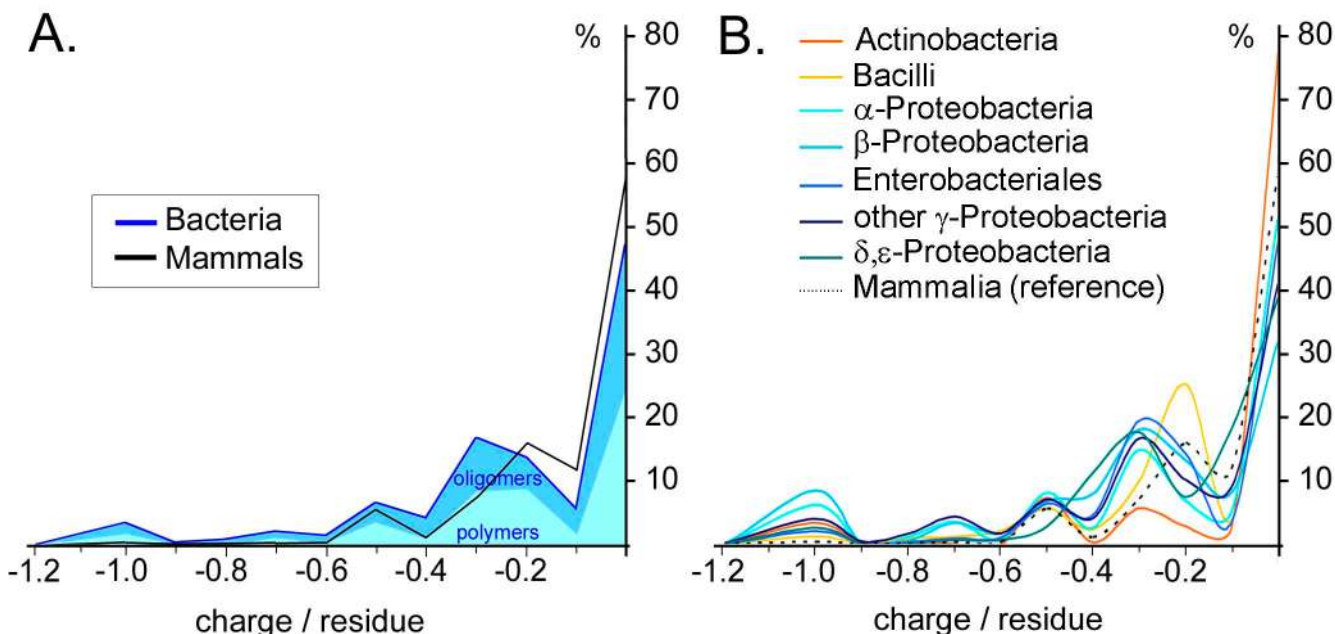 A.
%
80
70
60
50
40
30
20
10
Bacteria
Mammals
oligomers
polymers
-1.2 -1.0 -0.8 -0.6 -0.4 -0.2
charge / residue
B.
%
80
70
60
50
40
30
20
10
Actinobacteria
Bacilli
α-Proteobacteria
β-Proteobacteria
Enterobacteriales
other γ-Proteobacteria
δ,ε-Proteobacteria
Mammalia (reference)
-1.2 -1.0 -0.8 -0.6 -0.4 -0.2
charge / residue